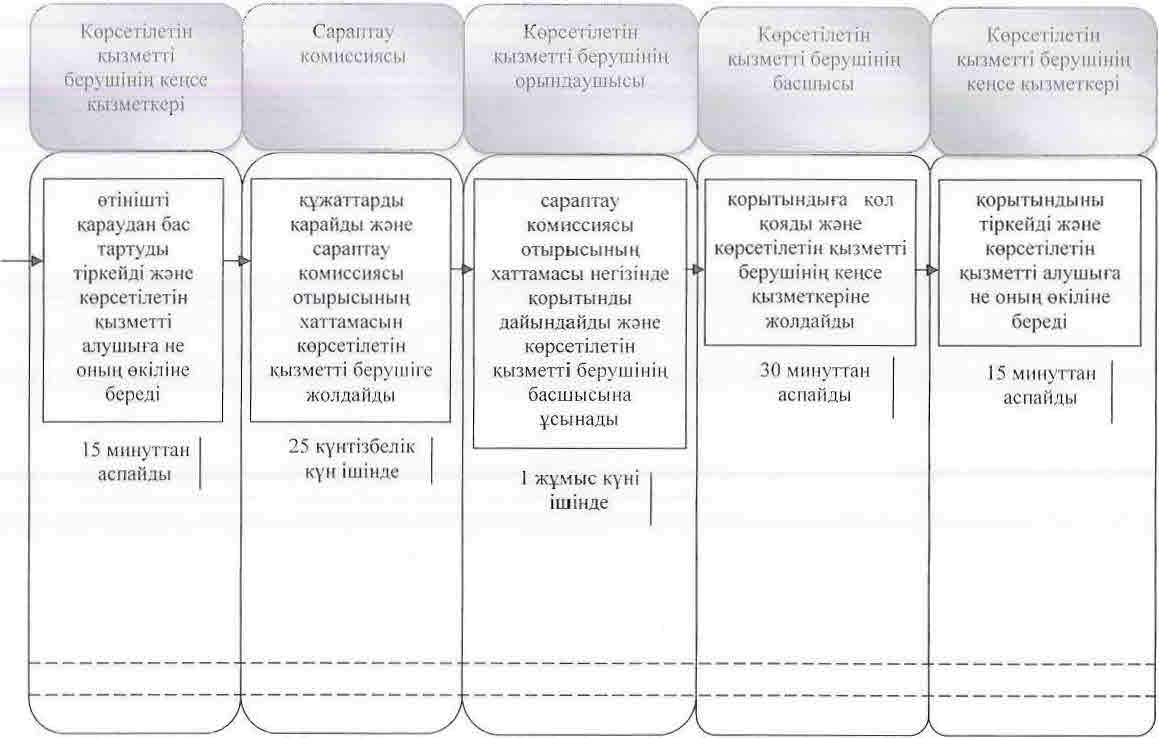 Көрсетілетін
қызметті
берушінің кеңсе
қызметкері
Сараптау
комиссиясы
Көрсетілетін
қызметті берушінің
орындаушысы
Көрсетілетін
қызметті берушінің
басшысы
Көрсетілетін
қызметті берушінің
кеңсе қызметкері
өтінішті
қараудан бас
тартуды
тіркейді және
көрсетілетін
қызметті
алушыға не
оның өкіліне
береді
15 минуттан
аспайды
құжаттарды
қарайды және
сараптау
комиссиясы
отырысының
хаттамасын
көрсетілетін
қызметті берушіге
жолдайды
25 күнтізбелік
күн ішінде
сараптау
комиссиясы
отырысының
хаттамасы негізінде
қорытынды
дайындайды және
көрсетілетін
қызметті берушінің
басшысына
ұсынады
1 жұмыс күні
ішінде
қорытындыға қол
қояды және
көрсетілетін қызметті
берушінің кеңсе
қызметкеріне
жолдайды
30 минуттан
аспайды
қорытындыны
тіркейді және
көрсетілетін
қызметті алушыға
не оның өкіліне
береді
15 минуттан
аспайды